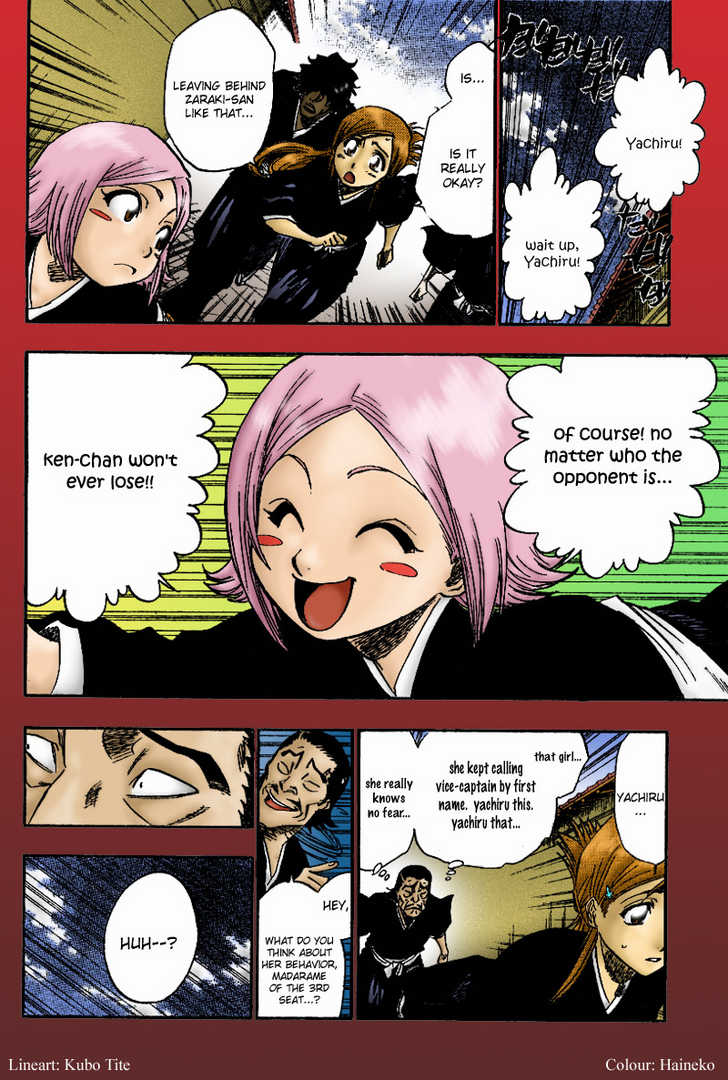 Yachiru!
wait up,
Yachiru!
IS...
IS IT
REALLY
OKAY?
LEAVING BEHIND
ZARAKI-SAN
LIKE THAT...
of course! no
matter who the
opponent is...
Ken-chan won't
ever lose!!
YACHIRU
...
that girl...
she kept calling
vice-captain by first
name. yachiru this.
yachiru that...
she really
knows
no fear...
HEY,
WHAT DO YOU
THINK ABOUT
HER BEHAVIOR,
MADARAME
OF THE 3RD
SEAT...?
HUH--?
Lineart: Kubo Tite
Colour: Haineko